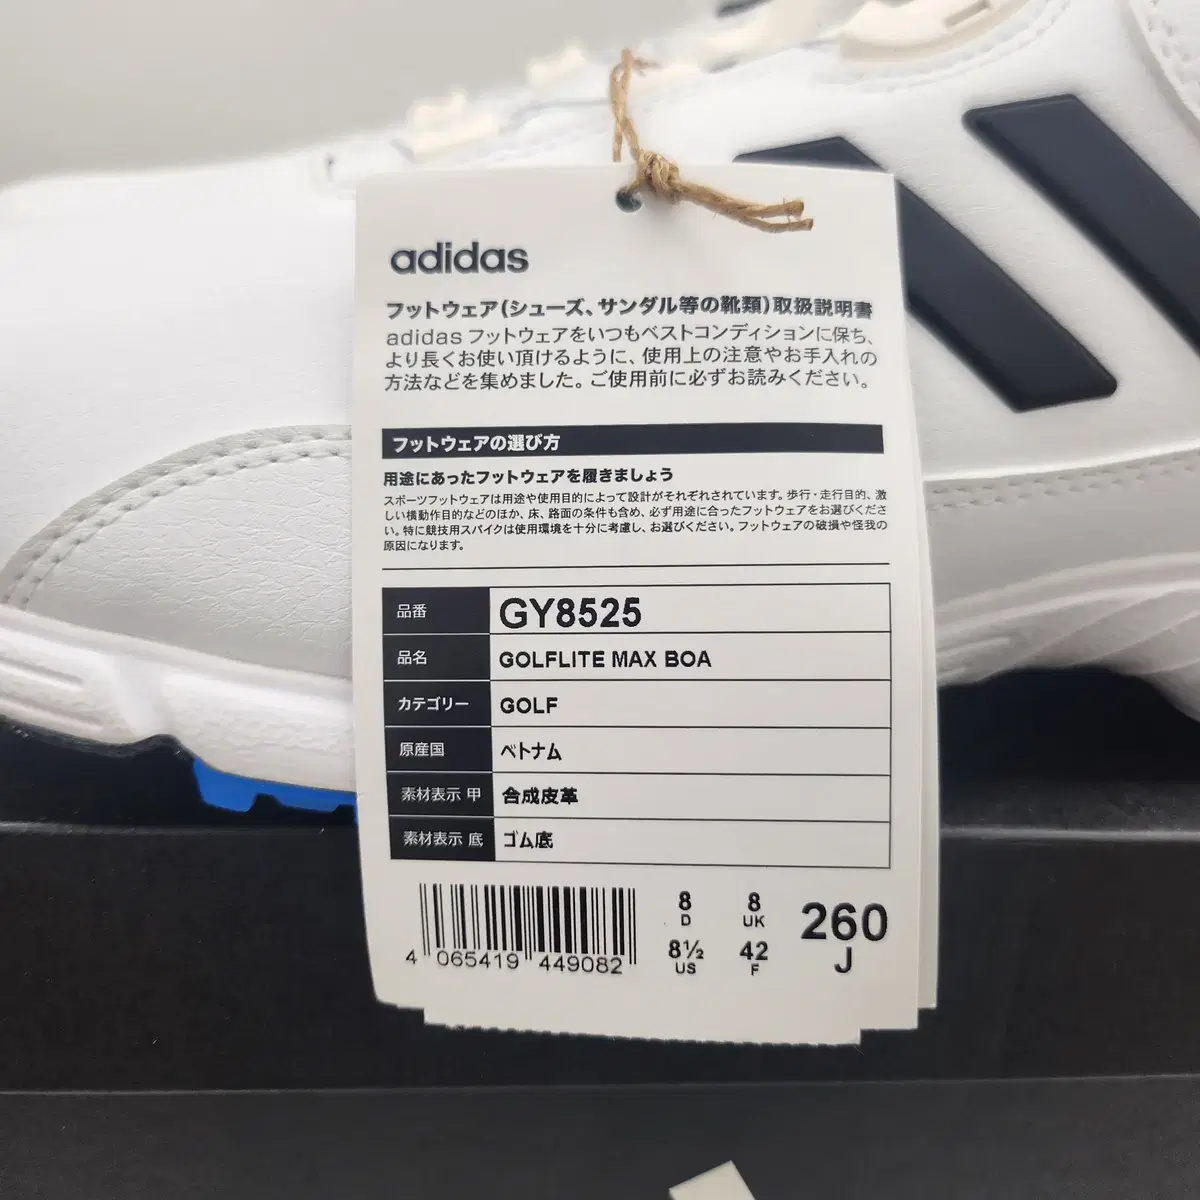 adidas
フットウェア(シューズ、サンダル等の靴類)取扱説明書
adidas フットウェアをいつもベストコンディションに保ち、
より長くお使い頂けるように、使用上の注意やお手入れの
方法などを集めました。ご使用前に必ずお読みください。
フットウェアの選び方
用途にあったフットウェアを履きましょう
スポーツフットウェアは用途や使用目的によって設計がそれぞれされています。歩行・走行目的、激
しい横動作目的などのほか、床、路面の条件も含め、必ず用途に合ったフットウェアをお選びくださ
い。特に競技用スパイクは使用環境を十分に考慮し、お選びください。フットウェアの破損や怪我の
原因になります。
品番 GY8525
品名 GOLFLITE MAX BOA
カテゴリー GOLF
原産国 ベトナム
素材表示 甲 合成皮革
素材表示 底 ゴム底
8 D 8 UK 260 J
8½ US 42 F
4 065419 449082